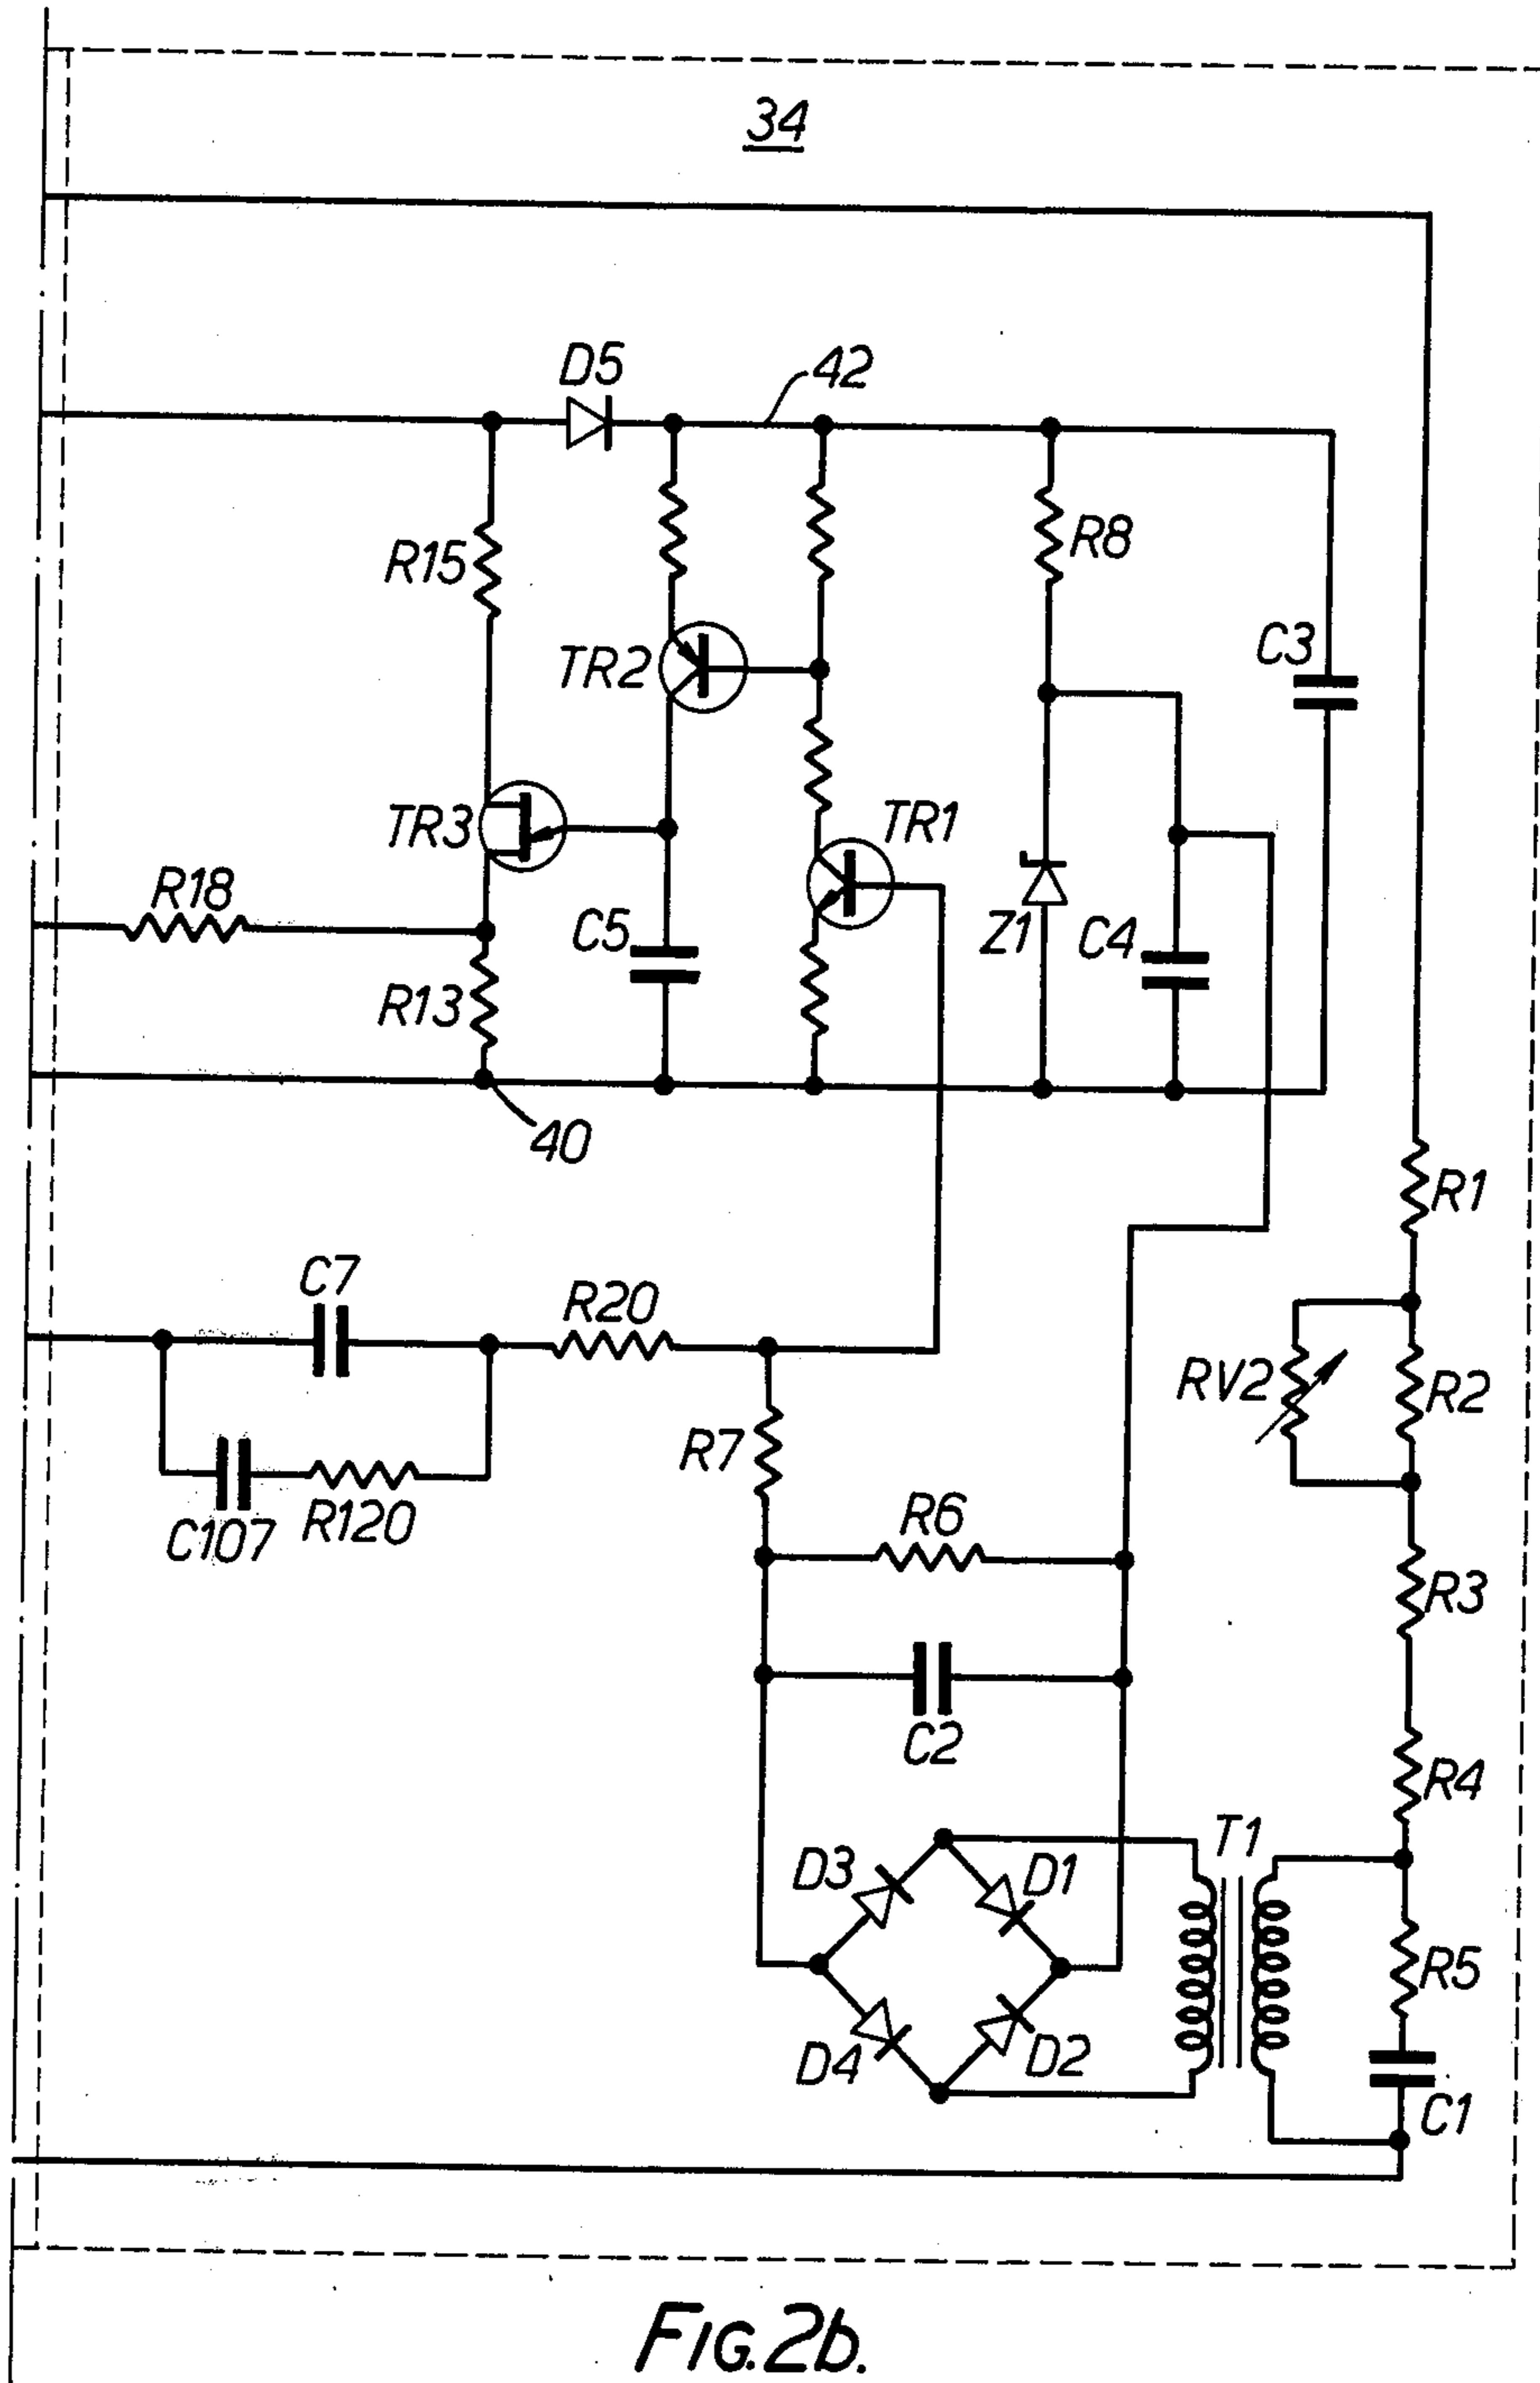 34
D5
42
R15
R8
TR2
C3
TR3
TR1
R18
C5
Z1
C4
R13
40
R1
C7
R20
RV2
R2
R7
C107
R120
R6
R3
C2
R4
T1
D3
D1
R5
D4
D2
C1
FIG.2b.